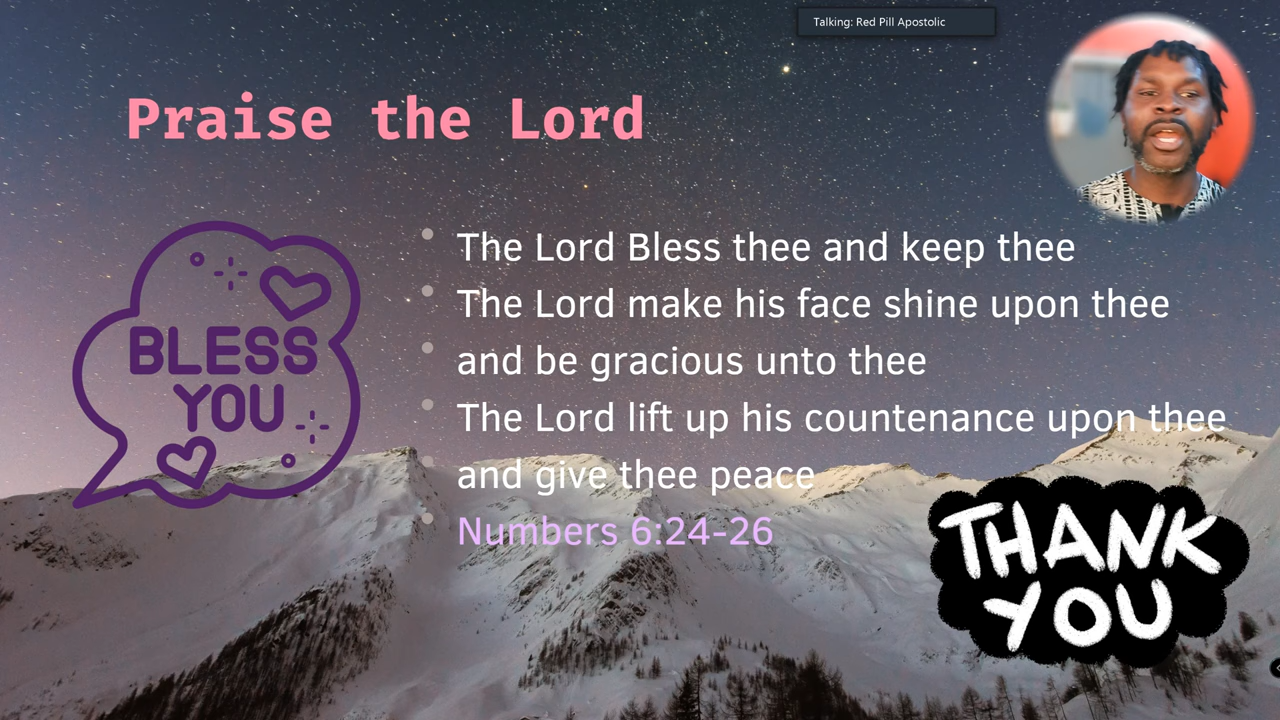 Talking: Red Pill Apostolic
Praise the Lord
BLESS
YOU
The Lord Bless thee and keep thee
The Lord make his face shine upon thee
and be gracious unto thee
The Lord lift up his countenance upon thee
and give thee peace
Numbers 6:24-26
THANK
YOU